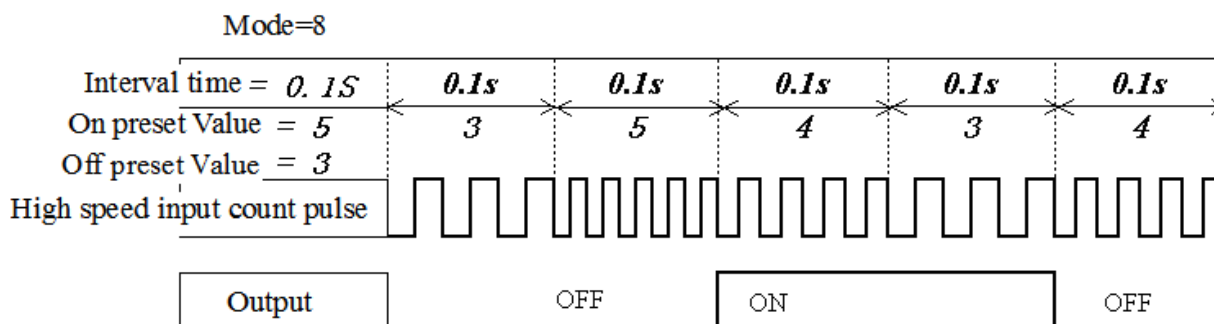 Mode=8
Interval time = 0.1S 0.1s 0.1s 0.1s 0.1s 0.1s
On preset Value = 5 3 5 4 3 4
Off preset Value = 3
High speed input count pulse
Output OFF ON OFF